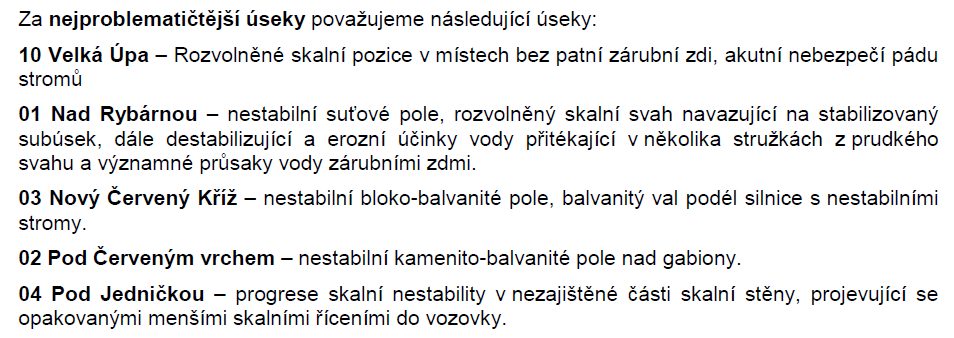 Za nejproblematičtější úseky považujeme následující úseky:
10 Velká Úpa – Rozvolněné skalní pozice v místech bez patní zárubní zdi, akutní nebezpečí pádu
stromů
01 Nad Rybárnou – nestabilní suťové pole, rozvolněný skalní svah navazující na stabilizovaný
subúsek, dále destabilizující a erozní účinky vody přitékající v několika stružkách z prudkého
svahu a významné průsaky vody zárubními zdmi.
03 Nový Červený Kříž – nestabilní bloko-balvanité pole, balvanitý val podél silnice s nestabilními
stromy.
02 Pod Červeným vrchem – nestabilní kamenito-balvanité pole nad gabiony.
04 Pod Jedničkou – progrese skalní nestability v nezajištěné části skalní stěny, projevující se
opakovanými menšími skalními říceními do vozovky.